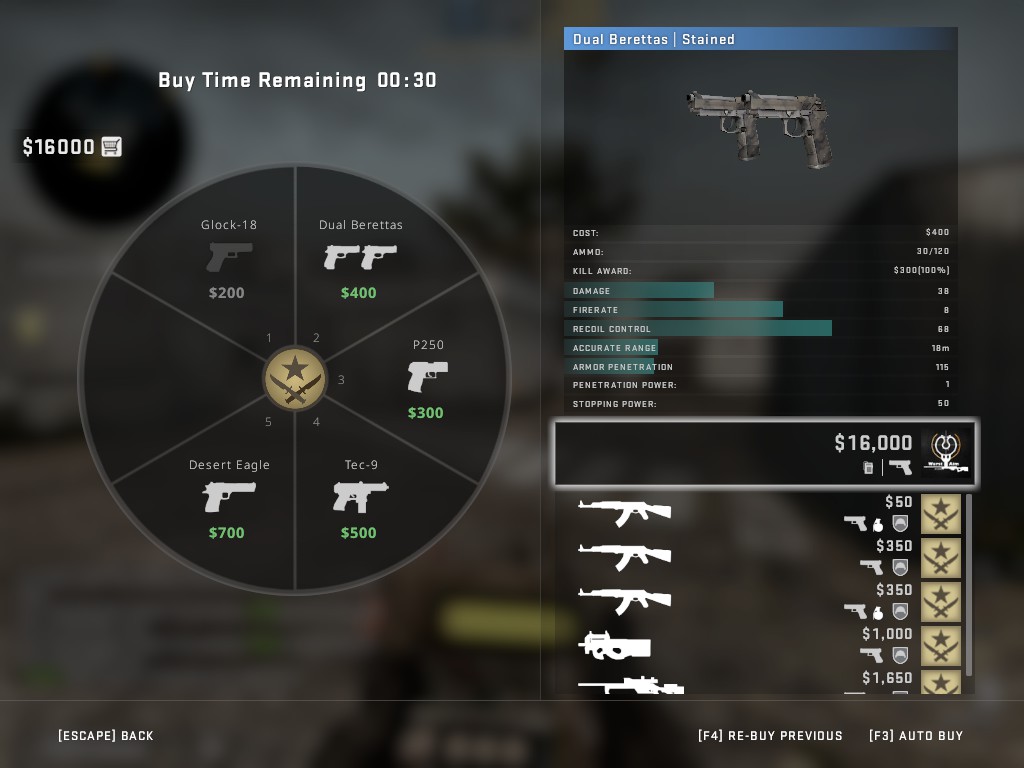 Dual Berettas | Stained
Buy Time Remaining 00:30
$16000
Glock-18
$200
Dual Berettas
$400
P250
$300
Desert Eagle
$700
Tec-9
$500
1
2
3
4
5
COST: $400
AMMO: 30/120
KILL AWARD: $300(100%)
DAMAGE 38
FIRERATE 8
RECOIL CONTROL 68
ACCURATE RANGE 18m
ARMOR PENETRATION 115
PENETRATION POWER: 1
STOPPING POWER: 50
$16,000
Worst Aim
$50
$350
$350
$1,000
$1,650
[ESCAPE] BACK
[F4] RE-BUY PREVIOUS
[F3] AUTO BUY